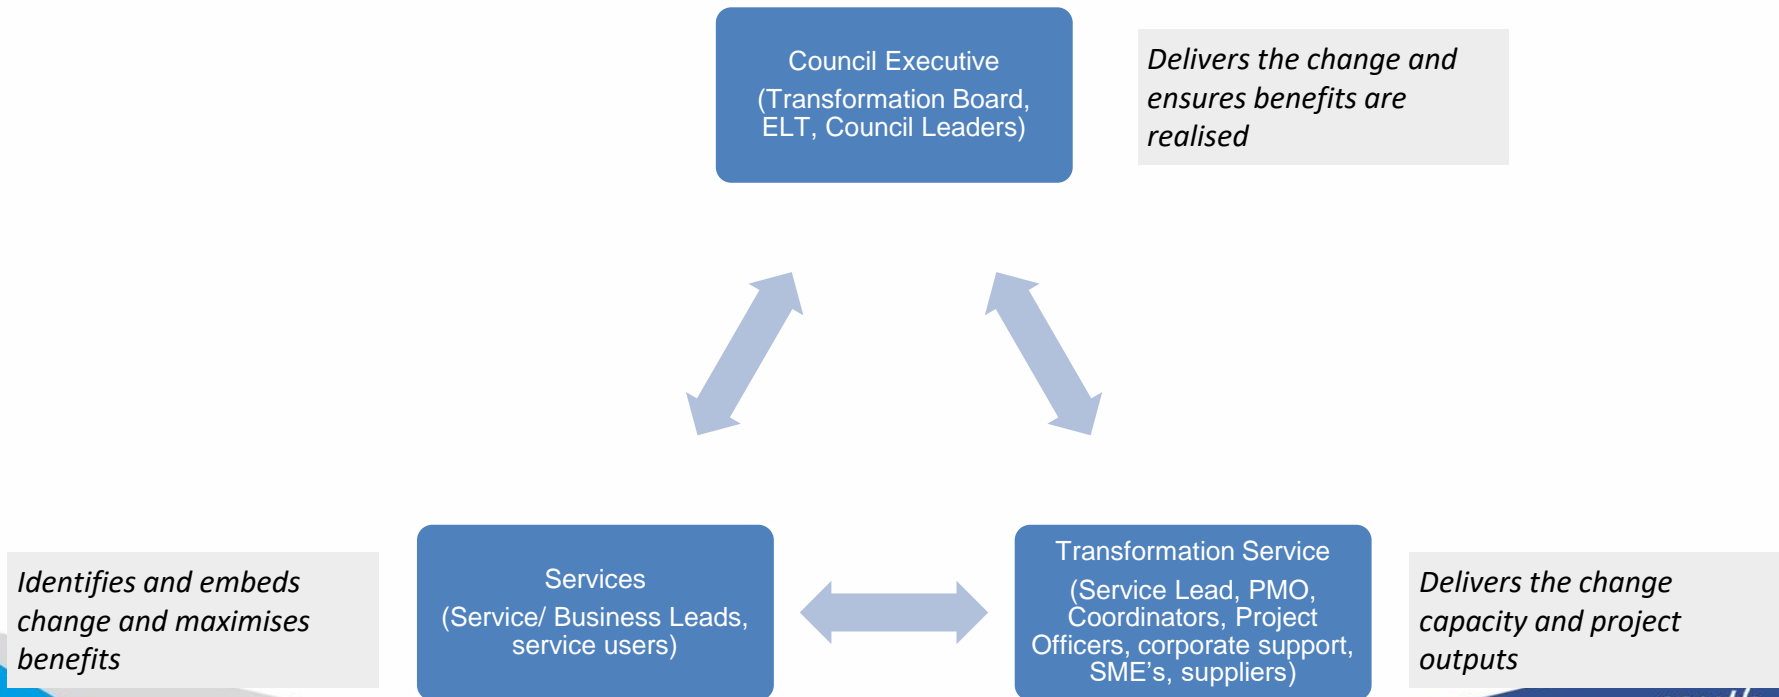 Council Executive
(Transformation Board,
ELT, Council Leaders)
Delivers the change and
ensures benefits are
realised
Identifies and embeds
change and maximises
benefits
Services
(Service/ Business Leads,
service users)
Transformation Service
(Service Lead, PMO,
Coordinators, Project
Officers, corporate support,
SME's, suppliers)
Delivers the change
capacity and project
outputs